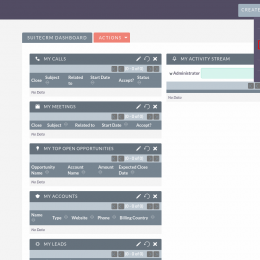 CREATE
SUITECRM DASHBOARD
ACTIONS
MY CALLS
Close Subject Related to Start Date Accept? Status
No Data
MY MEETINGS
Close Subject Related to Start Date Accept?
No Data
MY TOP OPEN OPPORTUNITIES
Opportunity Name Account Name Amount Expected Close Date
No Data
MY ACCOUNTS
Name Type Website Phone Billing Country
No Data
MY LEADS
MY ACTIVITY STREAM
Administrator
No Data